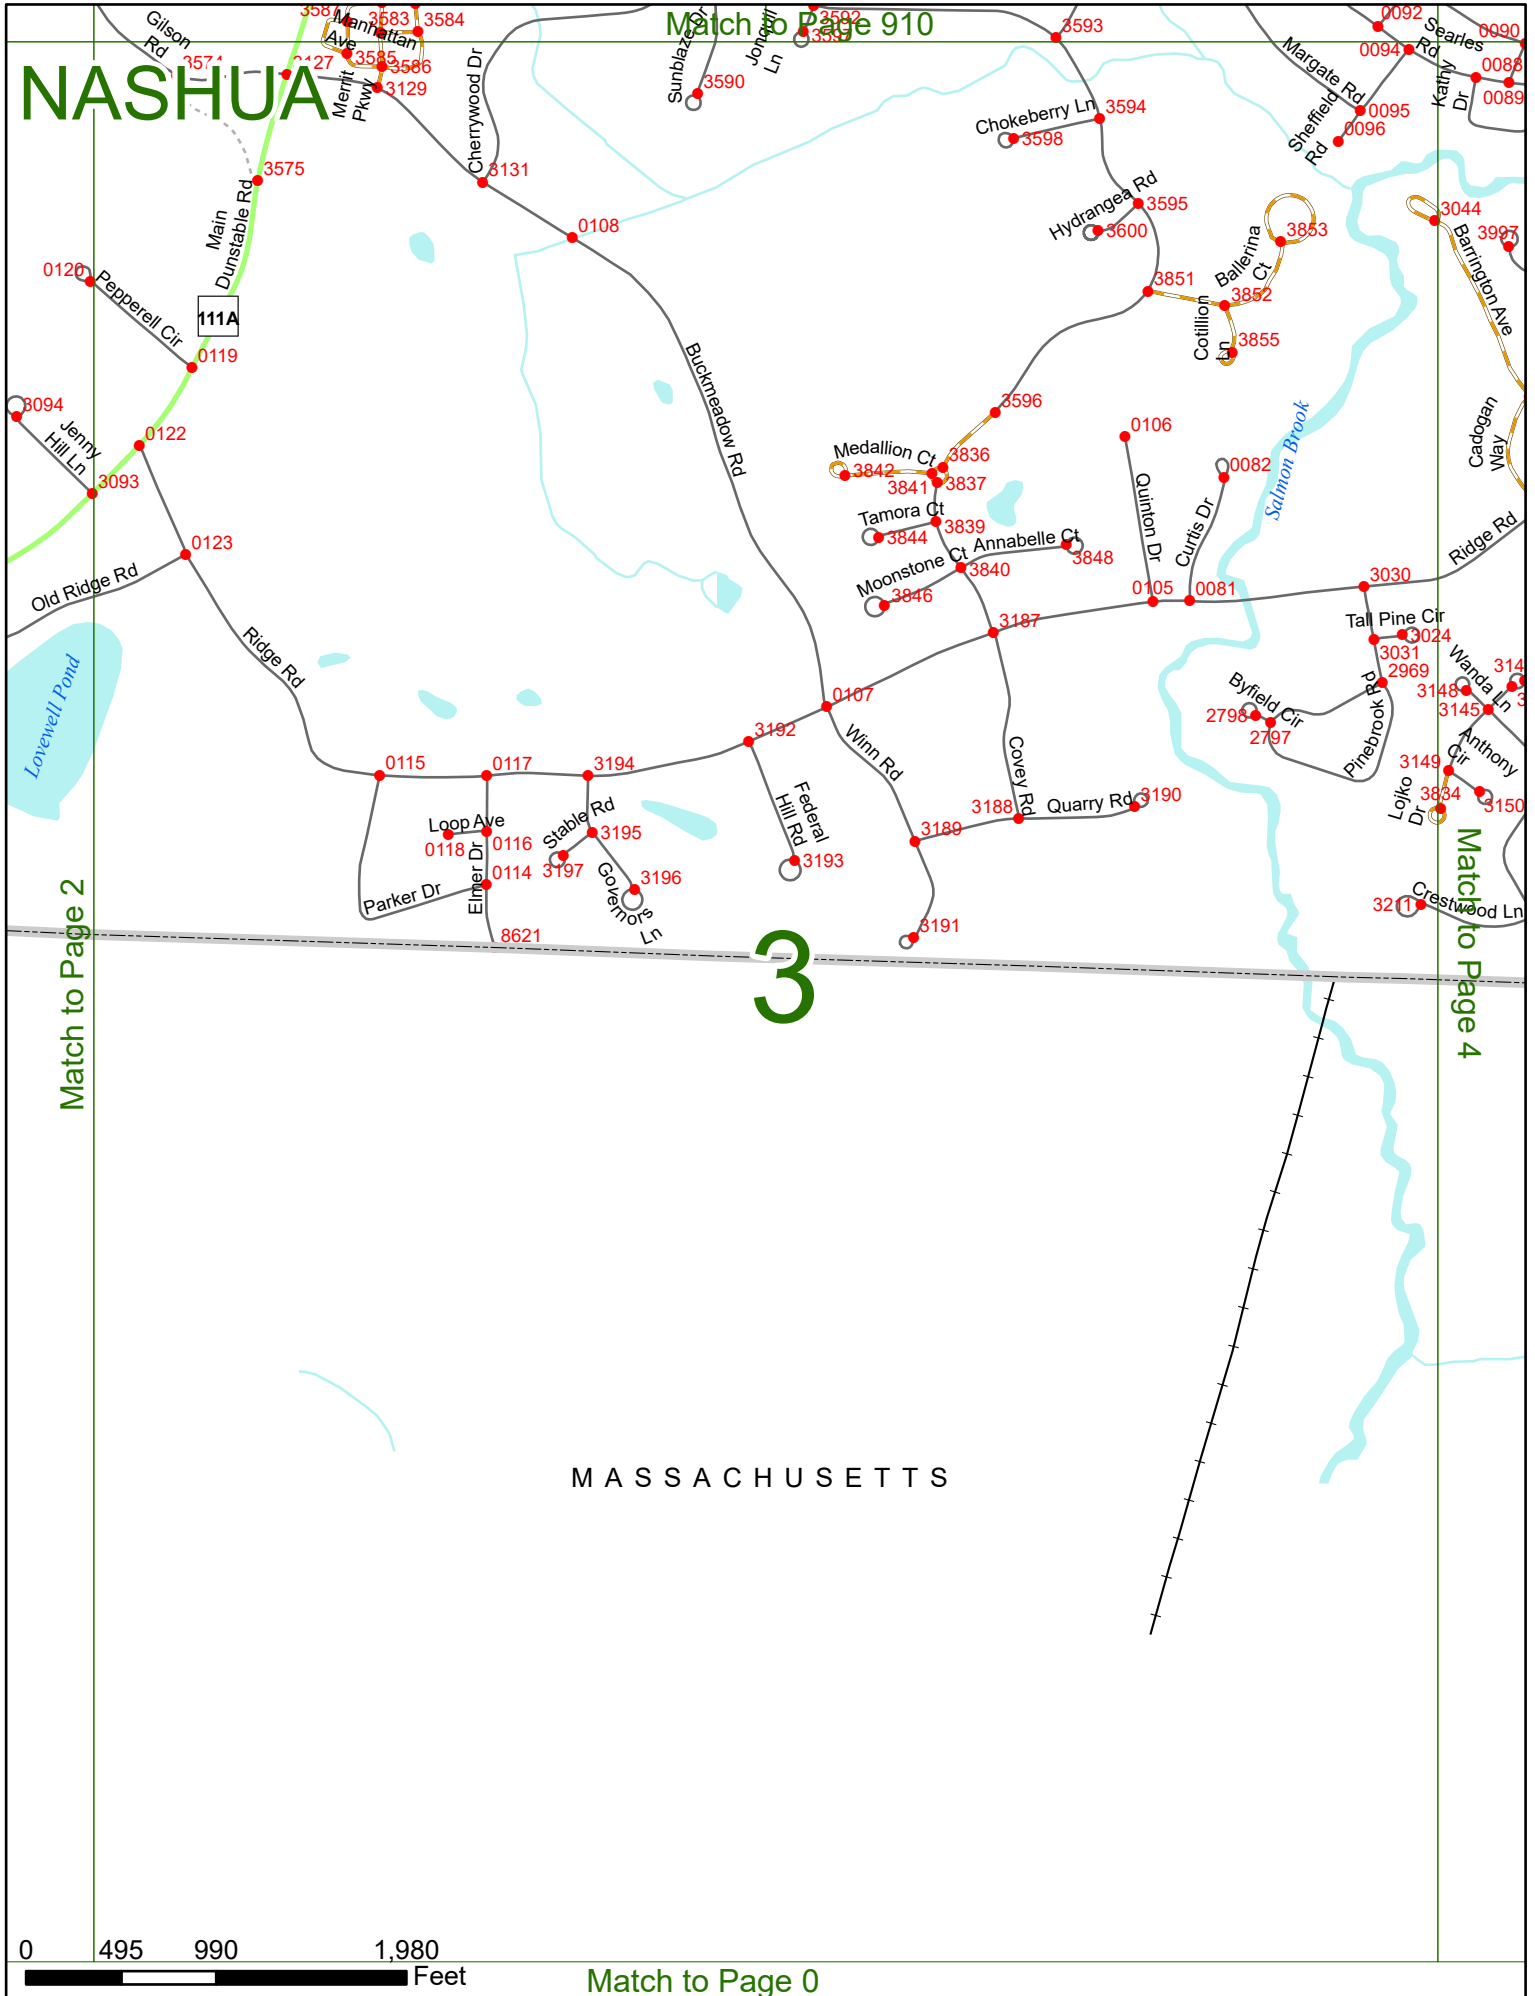 Match to Page 910
NASHUA
Gilson
Rd
3583
3584
Manhattan
Ave
3585
3586
3129
Merrit
Pkwy
Cherrywood Dr
3131
Sunblaze Dr
3590
Jonquil
Ln
3592
3593
Chokeberry Ln
3594
3598
0092
Searles
Rd
0090
0094
0088
0089
Margate Rd
Kathy
Dr
0095
Sheffield
Rd
0096
3575
Main
Dunstable Rd
111A
0108
Hydrangea Rd
3595
3600
3044
Barrington Ave
3997
0120
Pepperell Cir
0119
Ballerina
Ct
3853
3851
3852
Cotillion
Ln
3855
Buckmeadow Rd
3094
Jenny
Hill Ln
0122
3093
3596
0106
Medallion Ct
3836
3842
3841
3837
0082
Salmon Brook
Cadogan
Way
Quinton Dr
Curtis Dr
Tamora Ct
3839
3844
Annabelle Ct
3848
Moonstone Ct
3840
3846
0123
Old Ridge Rd
Ridge Rd
0105
0081
3030
Ridge Rd
3187
Tall Pine Cir
3024
3031
2969
Wanda Ln
3148
3145
Lovewell Pond
0107
Byfield Cir
2798
2797
Pinebrook Rd
3192
Winn Rd
Covey Rd
Anthony
Cir
3149
0115
0117
3194
Federal
Hill Rd
3188
Quarry Rd
3190
Lojko
Dr
3834
3150
Loop Ave
0118
0116
Stable Rd
3195
3189
3197
3193
0114
Elmer Dr
Parker Dr
3196
Governors
Ln
3211
Crestwood Ln
8621
3191
Match to Page 2
3
Match to Page 4
MASSACHUSETTS
0 495 990 1,980
Feet
Match to Page 0